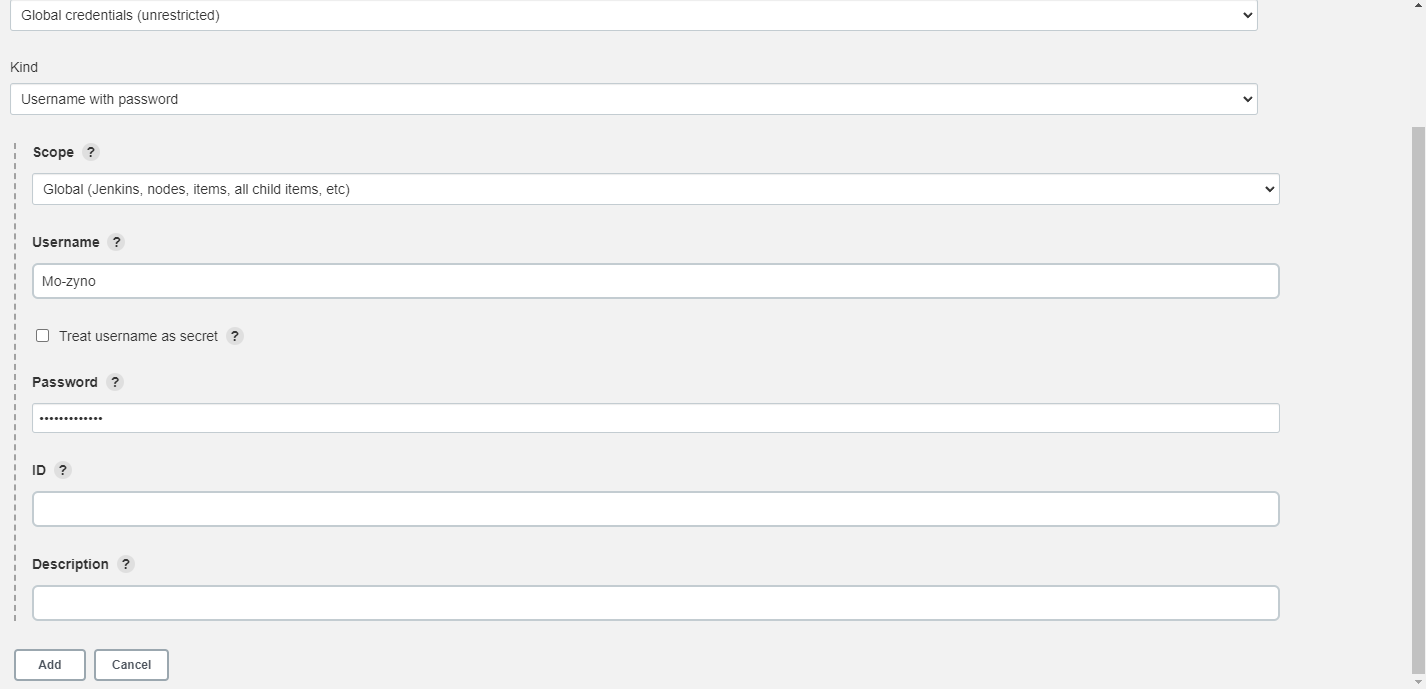 Global credentials (unrestricted)
Kind
Username with password
Scope ?
Global (Jenkins, nodes, items, all child items, etc)
Username ?
Mo-zyno
Treat username as secret ?
Password ?
•••••••••••••
ID ?
Description ?
Add Cancel